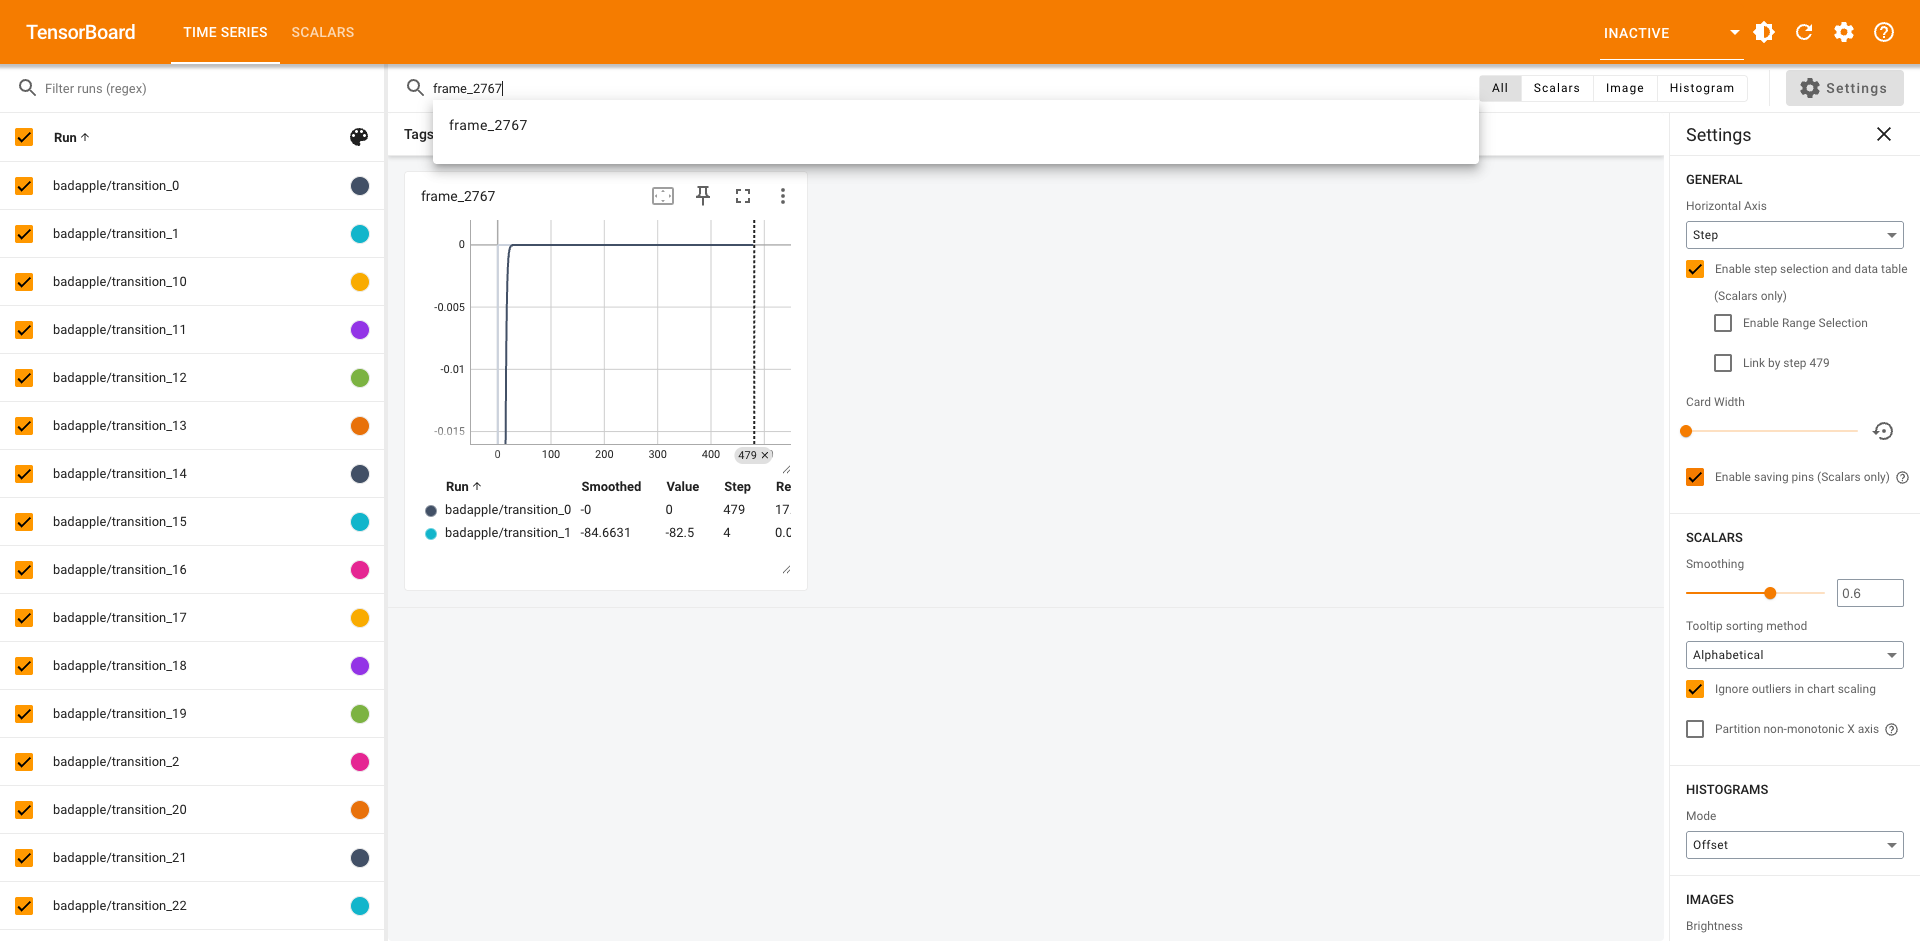 TensorBoard
TIME SERIES
SCALARS
INACTIVE
Filter runs (regex)
frame_2767
All
Scalars
Image
Histogram
Settings
frame_2767
Run
Tags
Settings
badapple/transition_0
badapple/transition_1
badapple/transition_10
badapple/transition_11
badapple/transition_12
badapple/transition_13
badapple/transition_14
badapple/transition_15
badapple/transition_16
badapple/transition_17
badapple/transition_18
badapple/transition_19
badapple/transition_2
badapple/transition_20
badapple/transition_21
badapple/transition_22
frame_2767
0
-0.005
-0.01
-0.015
0 100 200 300 400 479
Run Smoothed Value Step Re
badapple/transition_0 -0 0 479 17.
badapple/transition_1 -84.6631 -82.5 4 0.0
GENERAL
Horizontal Axis
Step
Enable step selection and data table
(Scalars only)
Enable Range Selection
Link by step 479
Card Width
Enable saving pins (Scalars only)
SCALARS
Smoothing
0.6
Tooltip sorting method
Alphabetical
Ignore outliers in chart scaling
Partition non-monotonic X axis
HISTOGRAMS
Mode
Offset
IMAGES
Brightness